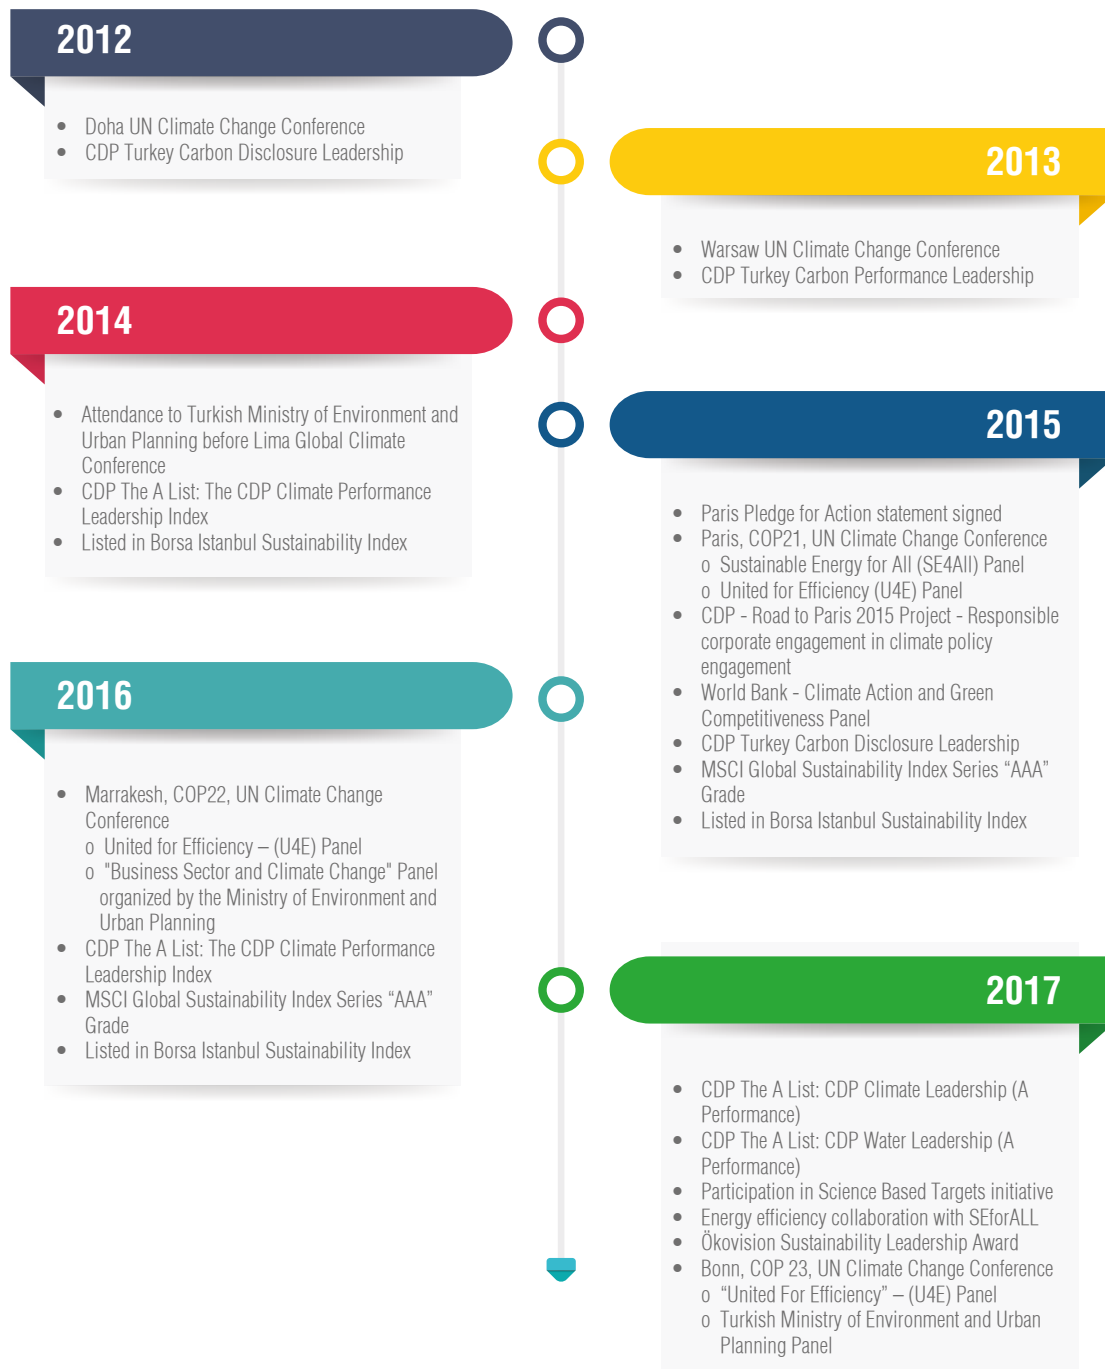 2012
• Doha UN Climate Change Conference
• CDP Turkey Carbon Disclosure Leadership
2013
• Warsaw UN Climate Change Conference
• CDP Turkey Carbon Performance Leadership
2014
• Attendance to Turkish Ministry of Environment and
Urban Planning before Lima Global Climate
Conference
• CDP The A List: The CDP Climate Performance
Leadership Index
• Listed in Borsa Istanbul Sustainability Index
2015
• Paris Pledge for Action statement signed
• Paris, COP21, UN Climate Change Conference
o Sustainable Energy for All (SE4All) Panel
o United for Efficiency (U4E) Panel
• CDP - Road to Paris 2015 Project - Responsible
corporate engagement in climate policy
engagement
• World Bank - Climate Action and Green
Competitiveness Panel
• CDP Turkey Carbon Disclosure Leadership
• MSCI Global Sustainability Index Series “AAA”
Grade
• Listed in Borsa Istanbul Sustainability Index
2016
• Marrakesh, COP22, UN Climate Change
Conference
o United for Efficiency – (U4E) Panel
o "Business Sector and Climate Change" Panel
organized by the Ministry of Environment and
Urban Planning
• CDP The A List: The CDP Climate Performance
Leadership Index
• MSCI Global Sustainability Index Series “AAA”
Grade
• Listed in Borsa Istanbul Sustainability Index
2017
• CDP The A List: CDP Climate Leadership (A
Performance)
• CDP The A List: CDP Water Leadership (A
Performance)
• Participation in Science Based Targets initiative
• Energy efficiency collaboration with SEforALL
• Ökovision Sustainability Leadership Award
• Bonn, COP 23, UN Climate Change Conference
o “United For Efficiency” – (U4E) Panel
o Turkish Ministry of Environment and Urban
Planning Panel